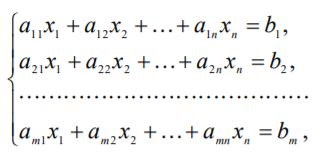 a₁₁x₁ + a₁₂x₂ + ... + a₁ₙxₙ = b₁,
a₂₁x₁ + a₂₂x₂ + ... + a₂ₙxₙ = b₂,
.......................................
aₘ₁x₁ + aₘ₂x₂ + ... + aₘₙxₙ = bₘ ,